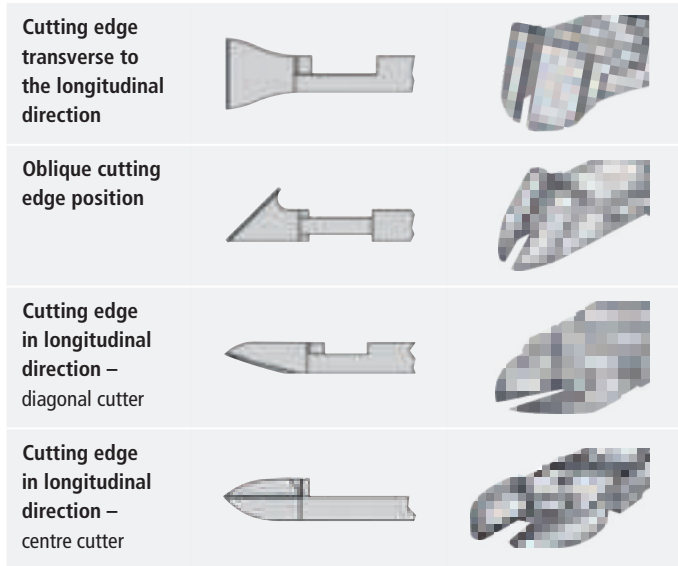 Cutting edge
transverse to
the longitudinal
direction
Oblique cutting
edge position
Cutting edge
in longitudinal
direction –
diagonal cutter
Cutting edge
in longitudinal
direction –
centre cutter